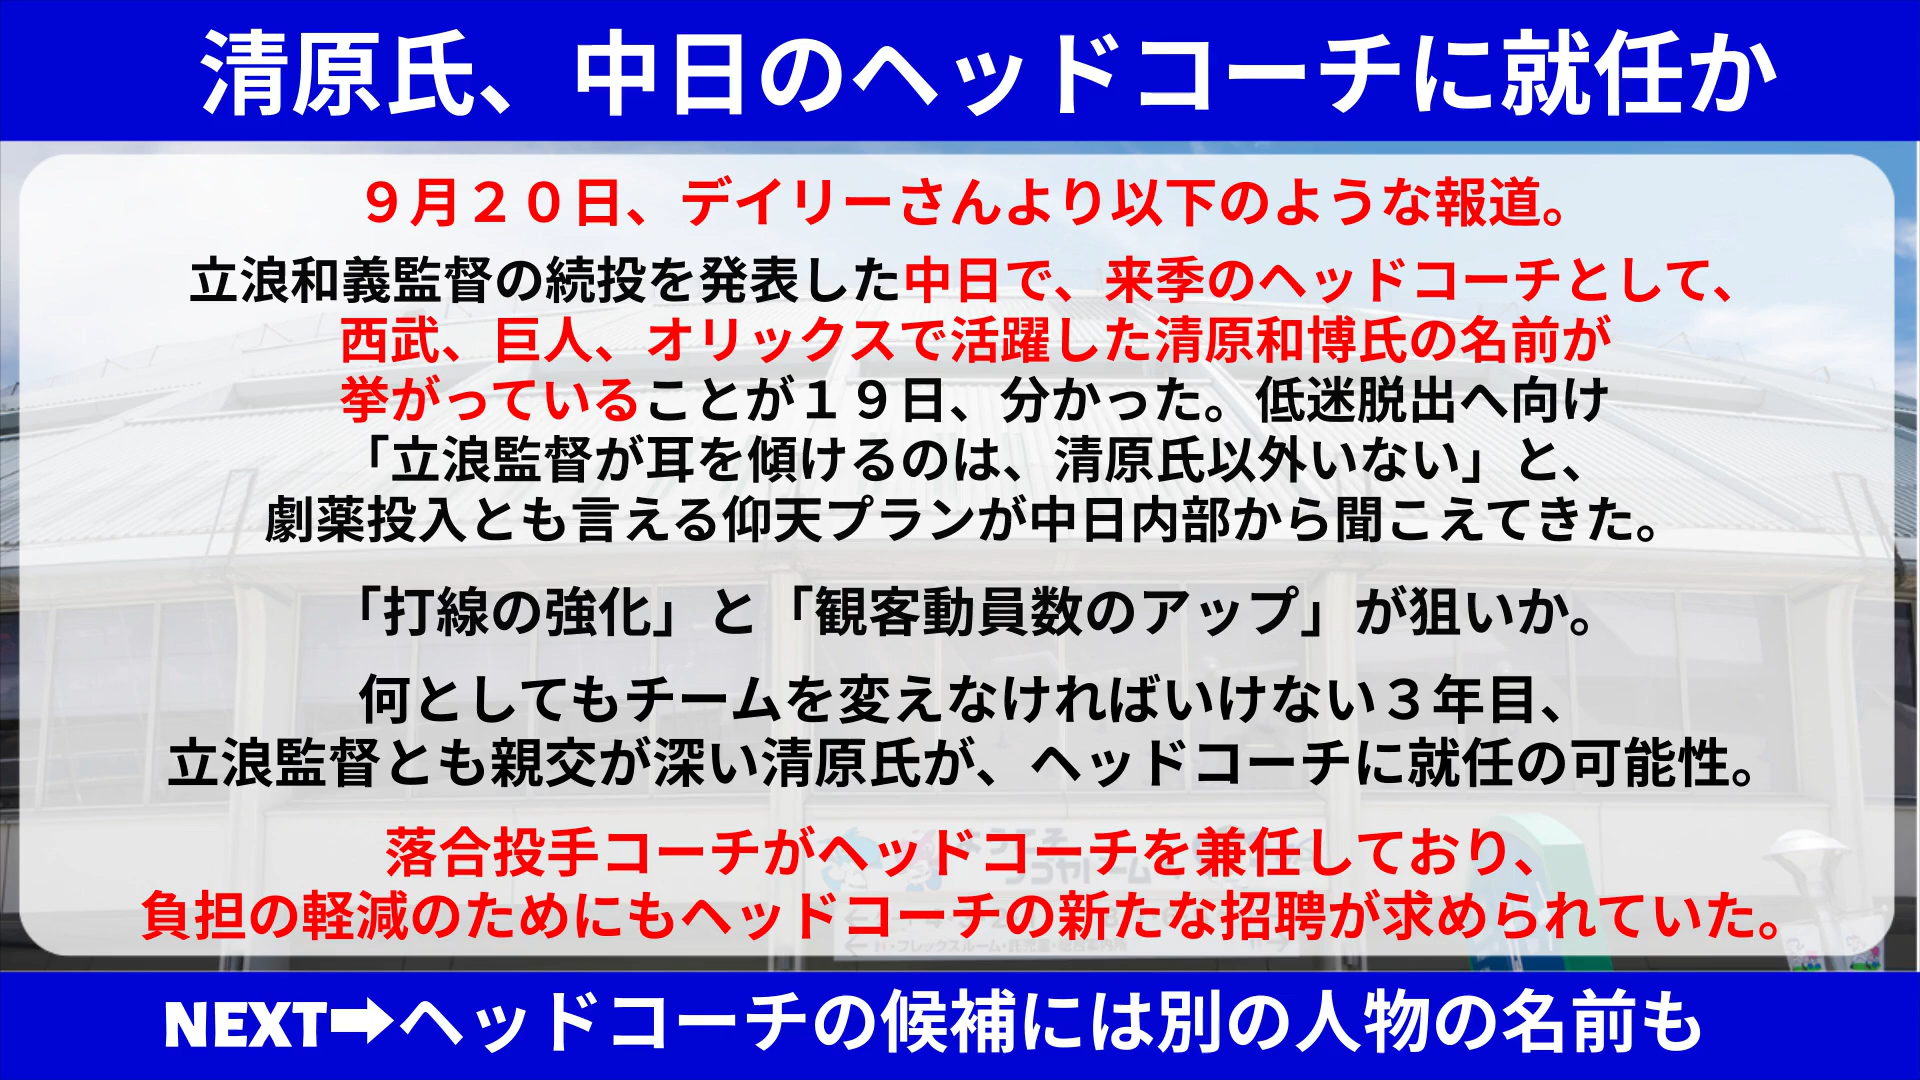 清原氏、中日のヘッドコーチに就任か
９月２０日、デイリーさんより以下のような報道。
立浪和義監督の続投を発表した中日で、来季のヘッドコーチとして、
西武、巨人、オリックスで活躍した清原和博氏の名前が
挙がっていることが１９日、分かった。低迷脱出へ向け
「立浪監督が耳を傾けるのは、清原氏以外いない」と、
劇薬投入とも言える仰天プランが中日内部から聞こえてきた。
「打線の強化」と「観客動員数のアップ」が狙いか。
何としてもチームを変えなければいけない３年目、
立浪監督とも親交が深い清原氏が、ヘッドコーチに就任の可能性。
落合投手コーチがヘッドコーチを兼任しており、
負担の軽減のためにもヘッドコーチの新たな招聘が求められていた。
NEXT➡ヘッドコーチの候補には別の人物の名前も